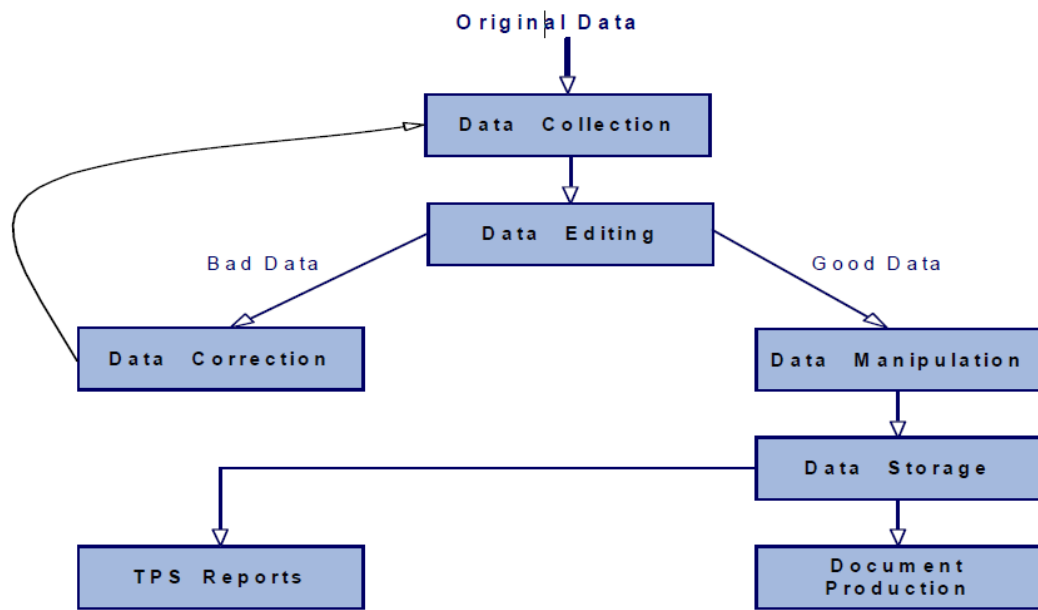 Original Data
Data Collection
Data Editing
Bad Data
Good Data
Data Correction
Data Manipulation
Data Storage
TPS Reports
Document
Production